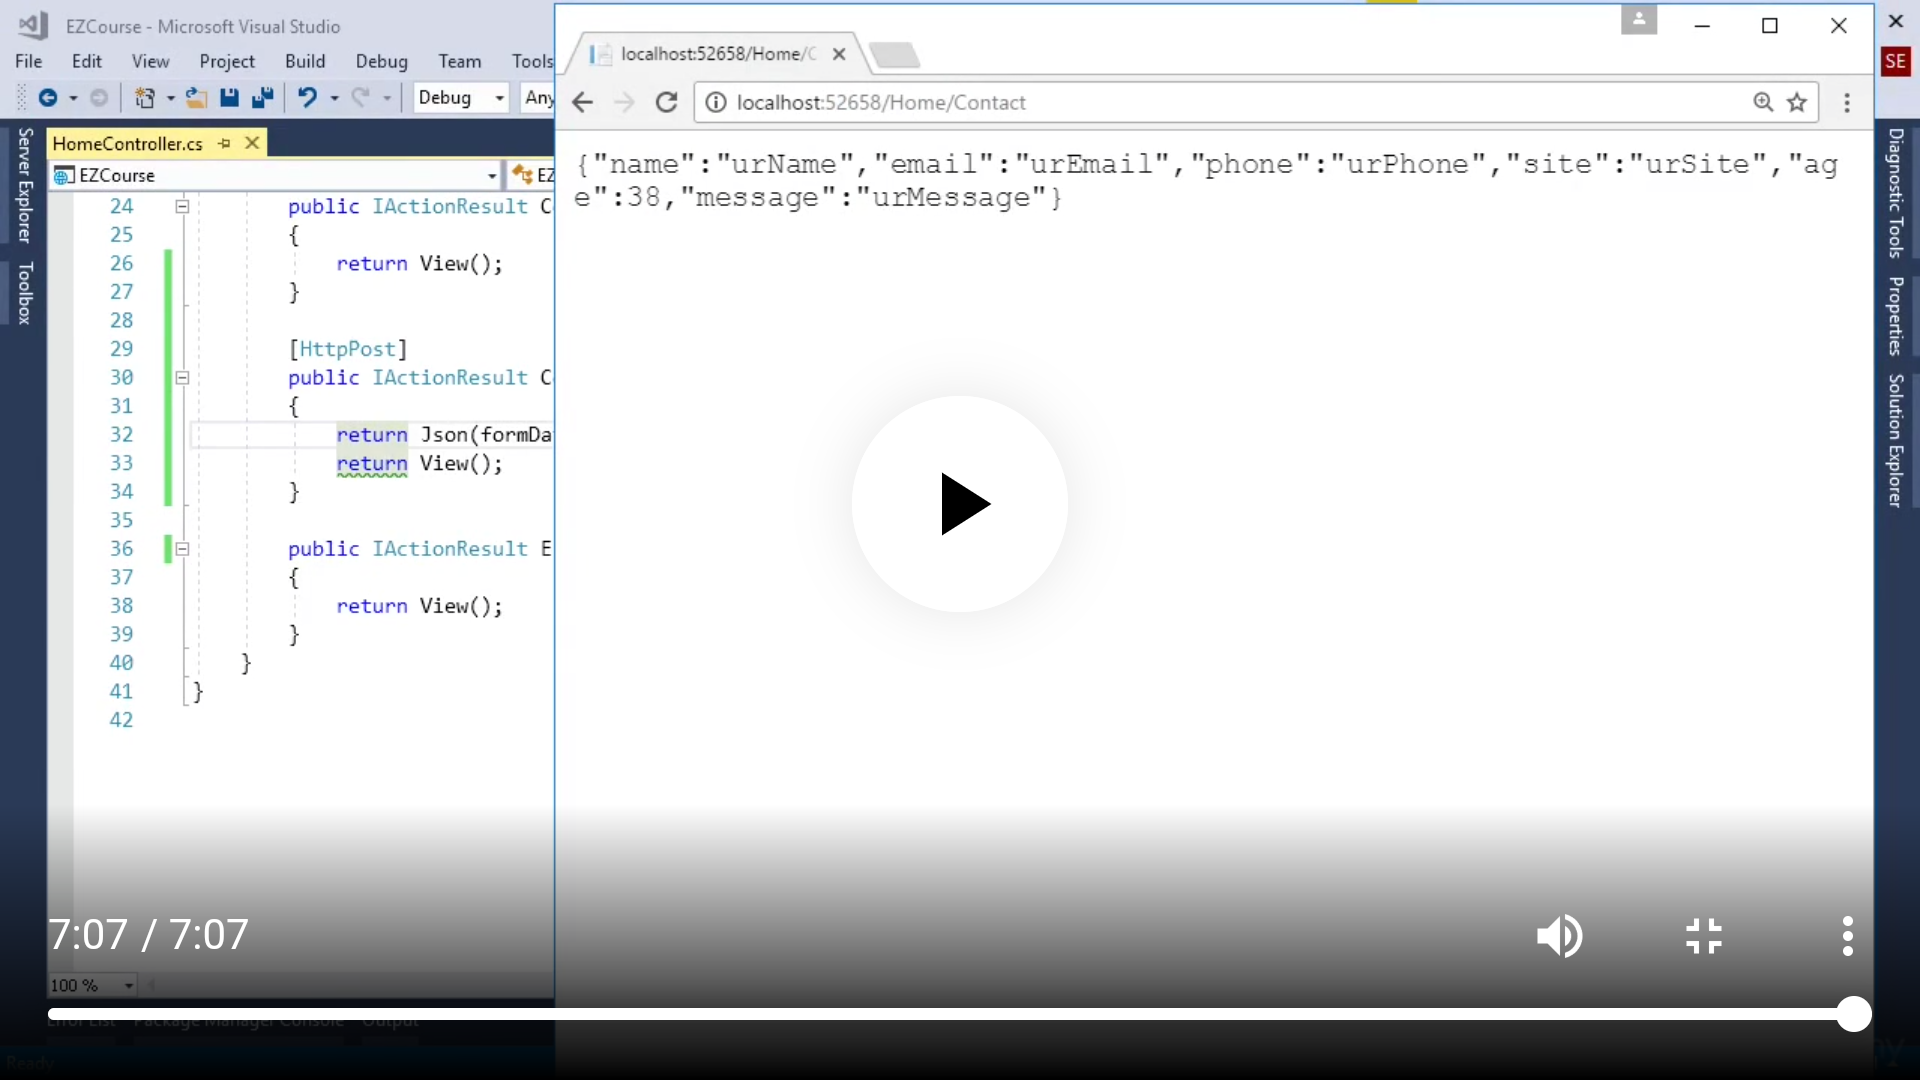 EZCourse - Microsoft Visual Studio
File Edit View Project Build Debug Team Tools
Debug Any
SE
localhost:52658/Home/C
localhost:52658/Home/Contact
Server Explorer
Toolbox
HomeController.cs
EZCourse EZ
24 public IActionResult C
25 {
26 return View();
27 }
28
29 [HttpPost]
30 public IActionResult C
31 {
32 return Json(formDa
33 return View();
34 }
35
36 public IActionResult E
37 {
38 return View();
39 }
40 }
41 }
42
{"name":"urName","email":"urEmail","phone":"urPhone","site":"urSite","ag
e":38,"message":"urMessage"}
Diagnostic Tools
Properties
Solution Explorer
7:07 / 7:07
100 %
Error List Package Manager Console Output
Ready